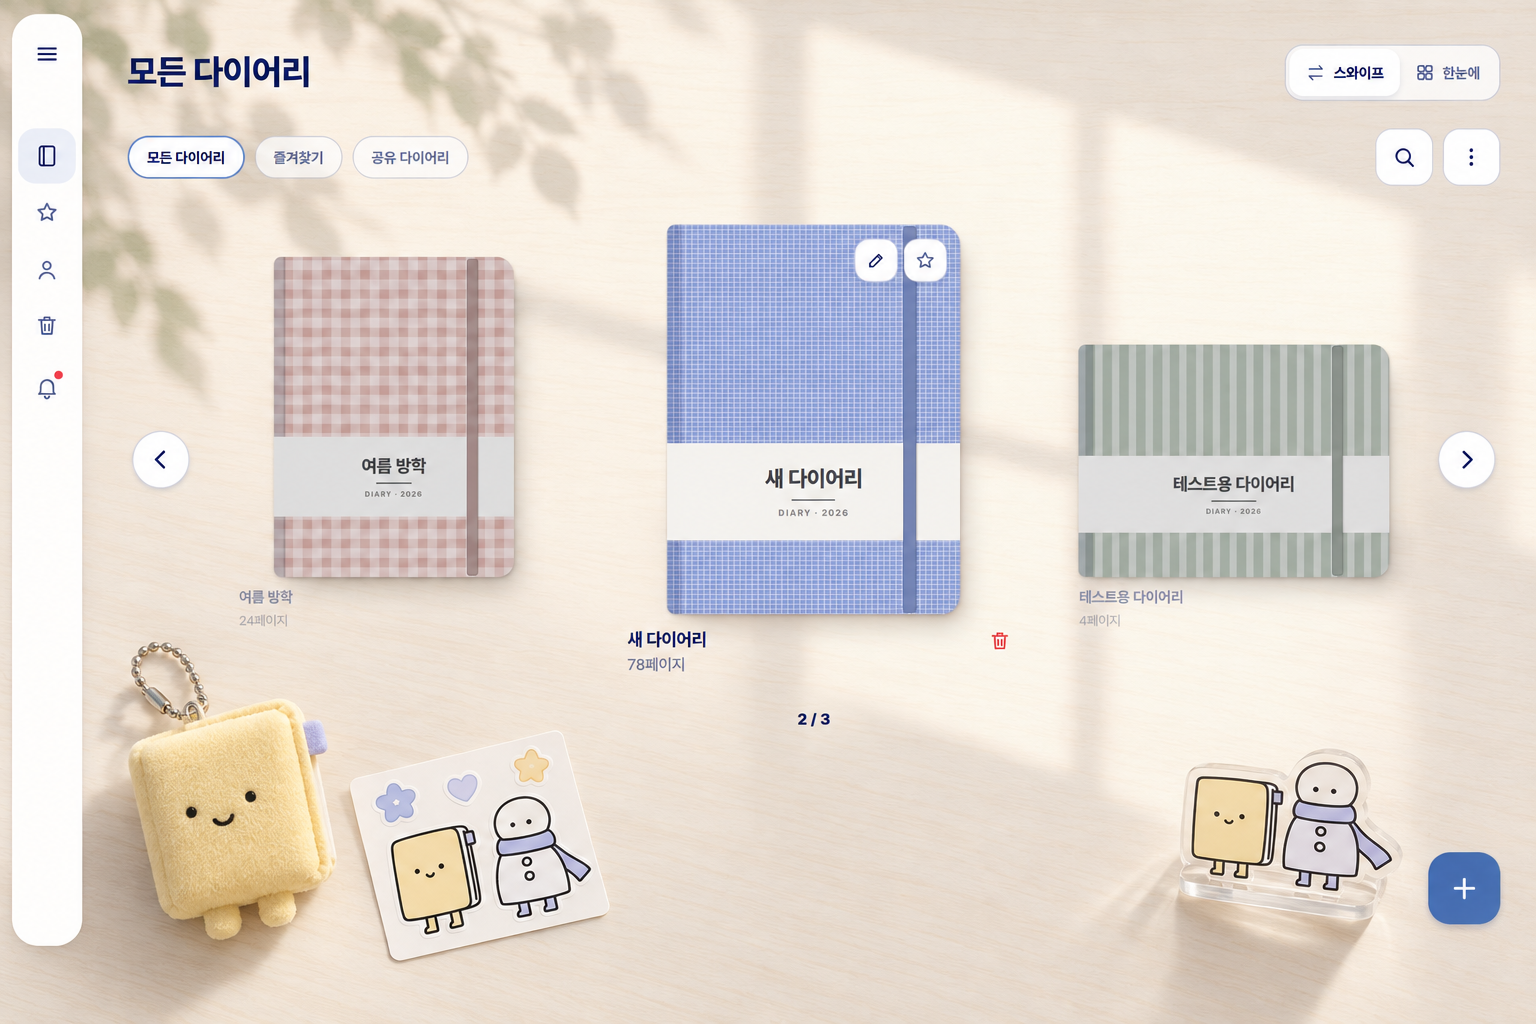 모든 다이어리
스와이프
한눈에
모든 다이어리
즐겨찾기
공유 다이어리
여름 방학
DIARY · 2026
새 다이어리
DIARY · 2026
테스트용 다이어리
DIARY · 2026
여름 방학
24페이지
새 다이어리
78페이지
테스트용 다이어리
4페이지
2 / 3